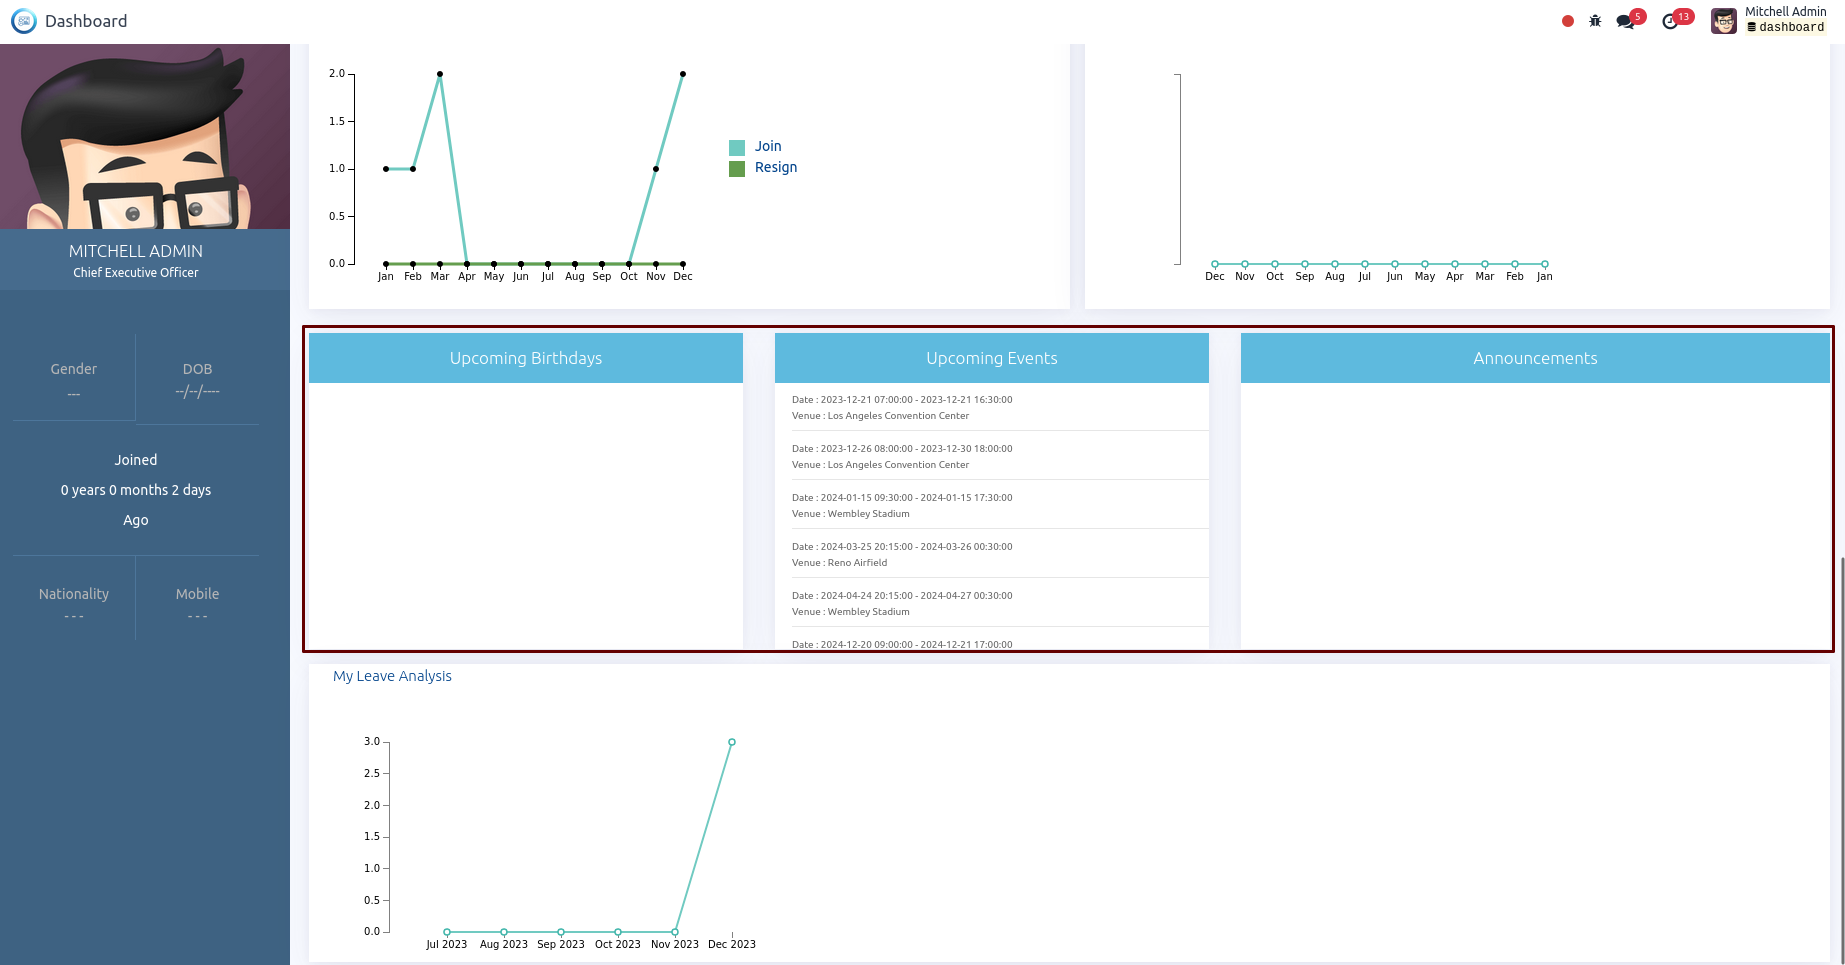 Dashboard
5
13
Mitchell Admin
dashboard
MITCHELL ADMIN
Chief Executive Officer
Gender
---
DOB
--/--/----
Joined
0 years 0 months 2 days
Ago
Nationality
- - -
Mobile
- - -
2.0
1.5
1.0
0.5
0.0
Jan Feb Mar Apr May Jun Jul Aug Sep Oct Nov Dec
Join
Resign
Dec Nov Oct Sep Aug Jul Jun May Apr Mar Feb Jan
Upcoming Birthdays
Upcoming Events
Date : 2023-12-21 07:00:00 - 2023-12-21 16:30:00
Venue : Los Angeles Convention Center
Date : 2023-12-26 08:00:00 - 2023-12-30 18:00:00
Venue : Los Angeles Convention Center
Date : 2024-01-15 09:30:00 - 2024-01-15 17:30:00
Venue : Wembley Stadium
Date : 2024-03-25 20:15:00 - 2024-03-26 00:30:00
Venue : Reno Airfield
Date : 2024-04-24 20:15:00 - 2024-04-27 00:30:00
Venue : Wembley Stadium
Date : 2024-12-20 09:00:00 - 2024-12-21 17:00:00
Announcements
My Leave Analysis
3.0
2.5
2.0
1.5
1.0
0.5
0.0
Jul 2023 Aug 2023 Sep 2023 Oct 2023 Nov 2023 Dec 2023